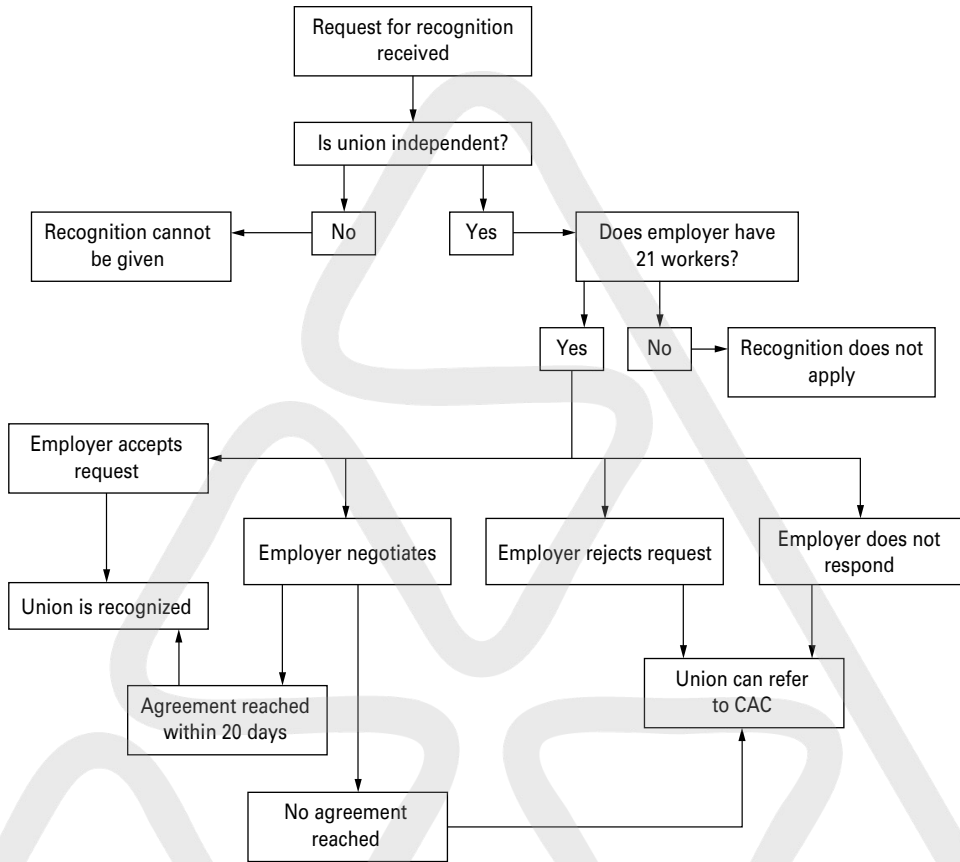 Request for recognition
received
Is union independent?
Recognition cannot
be given
No
Yes
Does employer have
21 workers?
Yes
No
Recognition does not
apply
Employer accepts
request
Employer negotiates
Employer rejects request
Employer does not
respond
Union is recognized
Agreement reached
within 20 days
Union can refer
to CAC
No agreement
reached